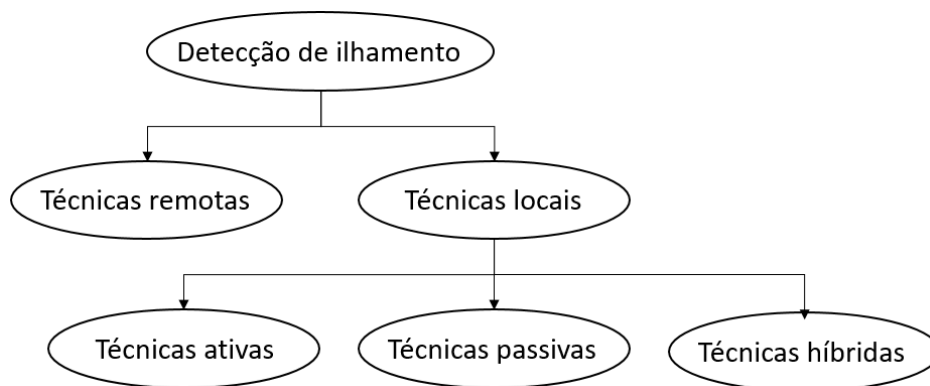 Detecção de ilhamento
Técnicas remotas
Técnicas locais
Técnicas ativas
Técnicas passivas
Técnicas híbridas